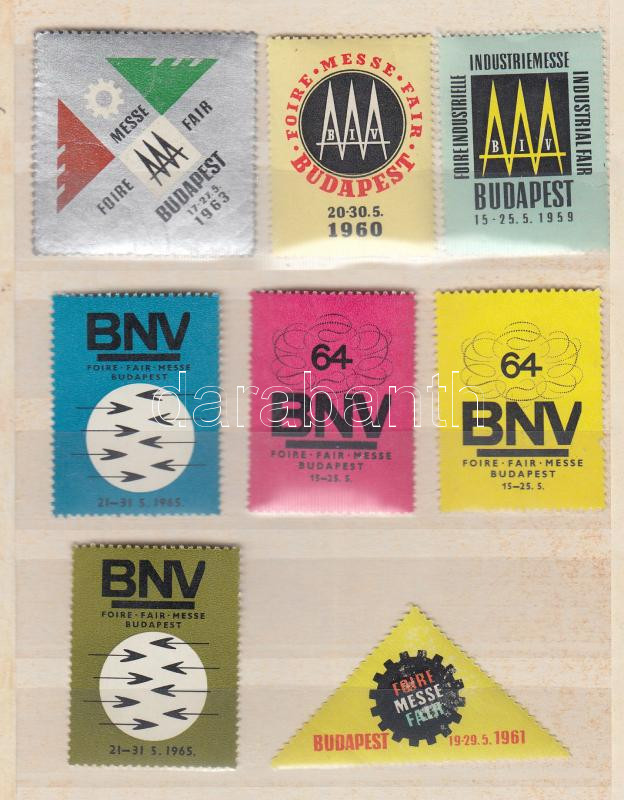 FOIRE MESSE FAIR
BUDAPEST
17-27.5.
1963
FOIRE · MESSE · FAIR
BIV
BUDAPEST
20-30.5.
1960
FOIRE INDUSTRIELLE
INDUSTRIEMESSE
INDUSTRIAL FAIR
BIV
BUDAPEST
15-25.5.1959
BNV
FOIRE · FAIR · MESSE
BUDAPEST
21—31 5. 1965.
64
BNV
FOIRE · FAIR · MESSE
BUDAPEST
15—25. 5.
64
BNV
FOIRE · FAIR · MESSE
BUDAPEST
15—25. 5.
darabanth
BNV
FOIRE · FAIR · MESSE
BUDAPEST
21—31 5. 1965.
FOIRE
MESSE
FAIR
BUDAPEST 19-29.5. 1961